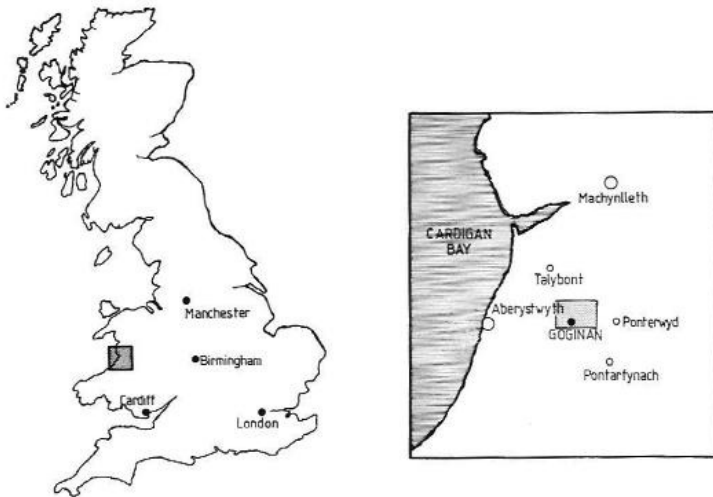 Manchester
Birmingham
Cardiff
London
Machynlleth
CARDIGAN
BAY
Talybont
Aberystwyth
GOGINAN
Ponterwyd
Pontarfynach